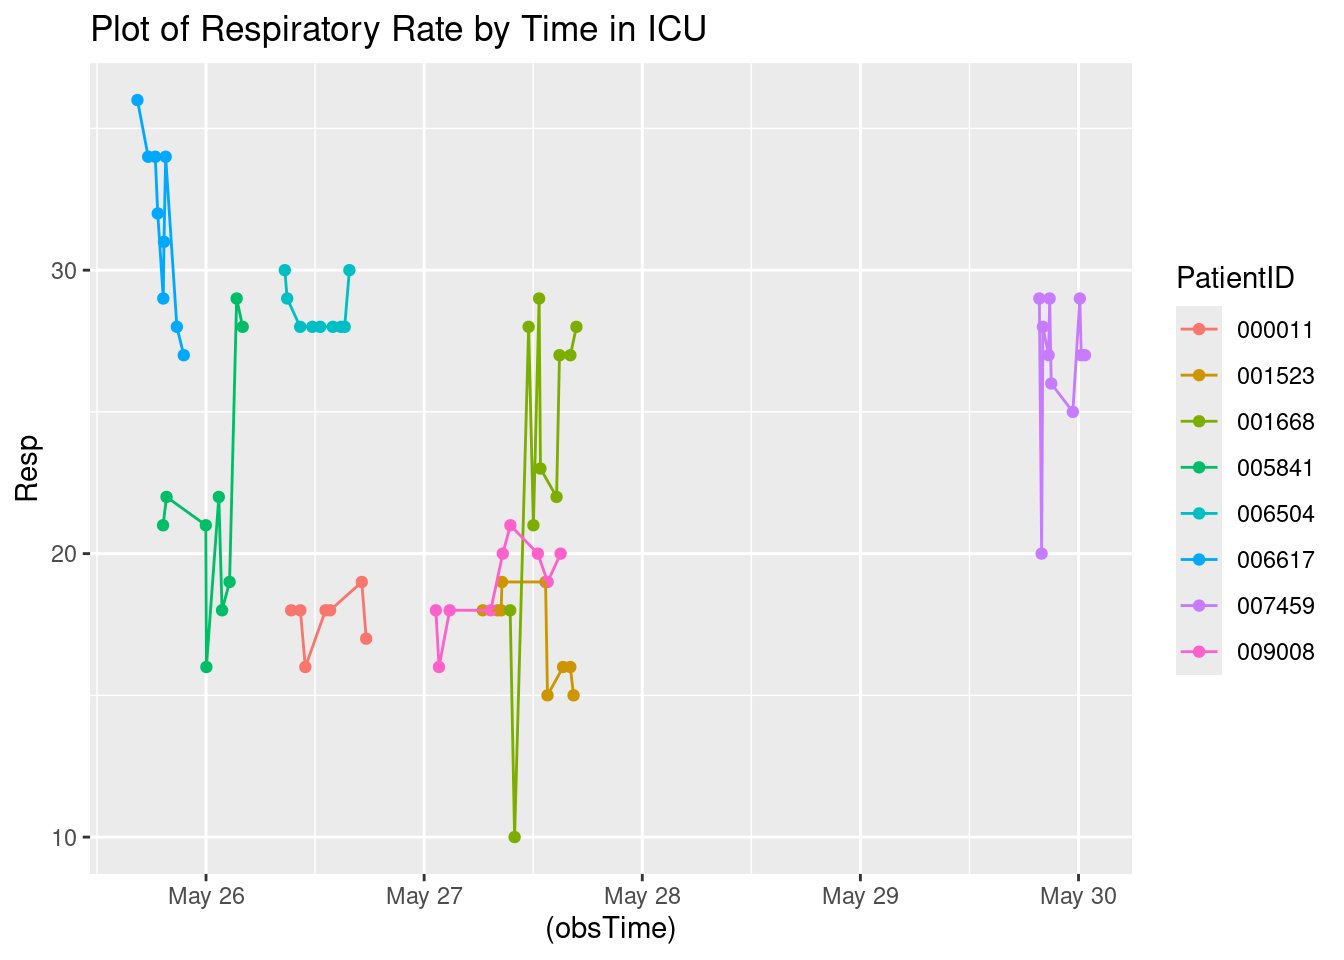 Plot of Respiratory Rate by Time in ICU
Resp
30
20
10
May 26
May 27
May 28
May 29
May 30
(obsTime)
PatientID
000011
001523
001668
005841
006504
006617
007459
009008